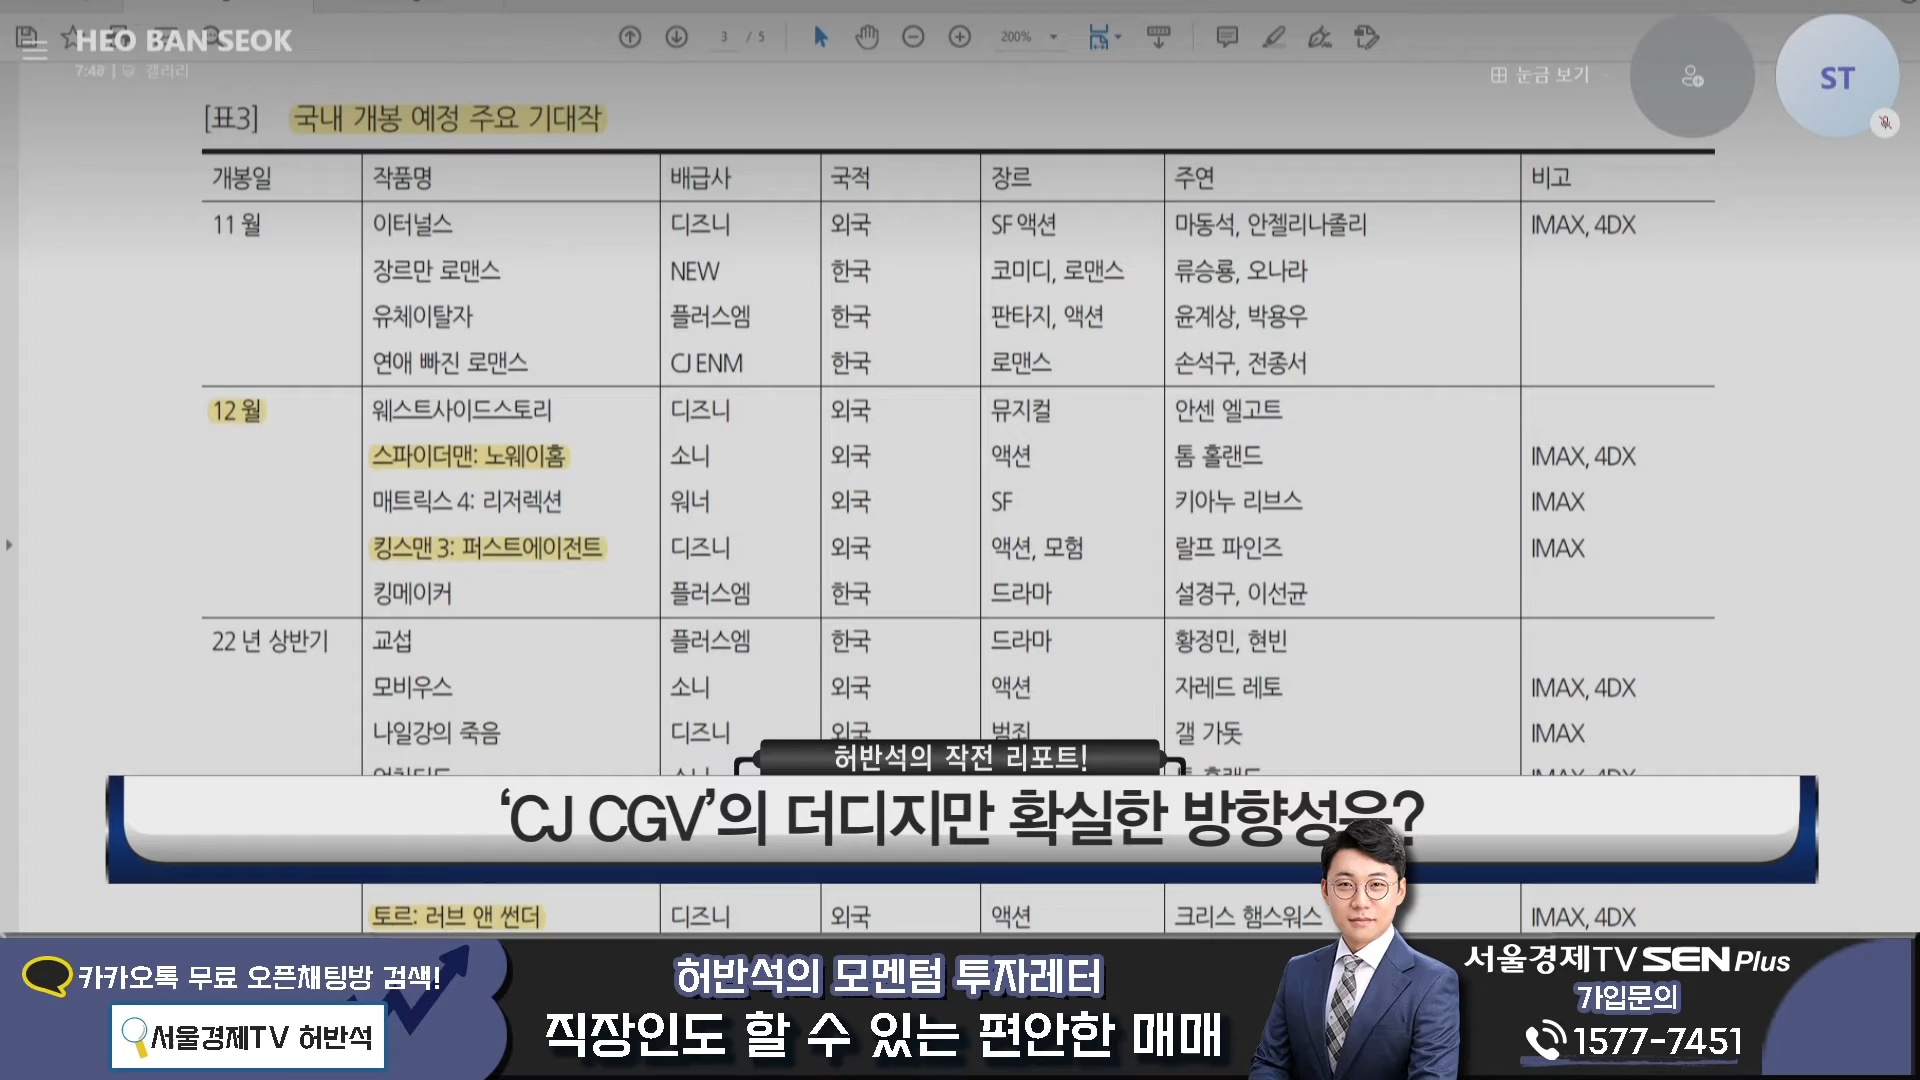 HEO BAN SEOK
3 / 5
200%
7:40 | 갤러리
눈금 보기
ST
[표3] 국내 개봉 예정 주요 기대작
개봉일 작품명 배급사 국적 장르 주연 비고
11월 이터널스 디즈니 외국 SF액션 마동석, 안젤리나졸리 IMAX, 4DX
장르만 로맨스 NEW 한국 코미디, 로맨스 류승룡, 오나라
유체이탈자 플러스엠 한국 판타지, 액션 윤계상, 박용우
연애 빠진 로맨스 CJ ENM 한국 로맨스 손석구, 전종서
12월 웨스트사이드스토리 디즈니 외국 뮤지컬 안센 엘고트
스파이더맨: 노웨이홈 소니 외국 액션 톰 홀랜드 IMAX, 4DX
매트릭스 4: 리저렉션 워너 외국 SF 키아누 리브스 IMAX
킹스맨 3: 퍼스트에이전트 디즈니 외국 액션, 모험 랄프 파인즈 IMAX
킹메이커 플러스엠 한국 드라마 설경구, 이선균
22년 상반기 교섭 플러스엠 한국 드라마 황정민, 현빈
모비우스 소니 외국 액션 자레드 레토 IMAX, 4DX
나일강의 죽음 디즈니 외국 범죄 갤 가돗 IMAX
허반석의 작전 리포트!
‘CJ CGV’의 더디지만 확실한 방향성은?
토르: 러브 앤 썬더 디즈니 외국 액션 크리스 햄스워스 IMAX, 4DX
카카오톡 무료 오픈채팅방 검색!
서울경제TV 허반석
허반석의 모멘텀 투자레터
직장인도 할 수 있는 편안한 매매
서울경제TV SEN Plus
가입문의
1577-7451